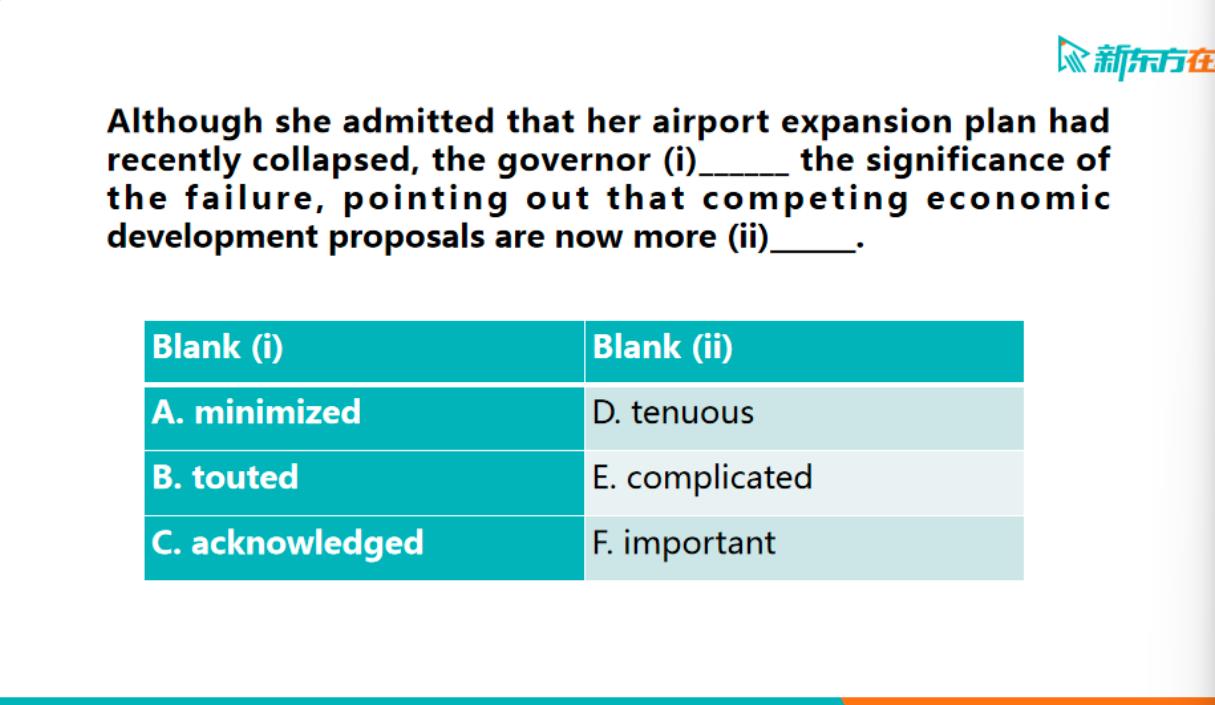 新东方在
Although she admitted that her airport expansion plan had
recently collapsed, the governor (i)______ the significance of
the failure, pointing out that competing economic
development proposals are now more (ii)______.
Blank (i) Blank (ii)
A. minimized D. tenuous
B. touted E. complicated
C. acknowledged F. important